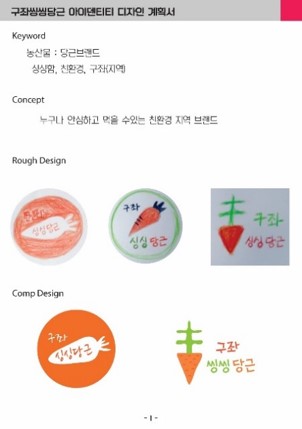 구좌씽씽당근 아이덴티티 디자인 계획서
Keyword
농산물 : 당근브랜드
싱싱함, 친환경, 구좌(지역)
Concept
누구나 안심하고 먹을 수있는 친환경 지역 브랜드
Rough Design
구좌
싱싱당근
구좌
싱싱당근
구좌
싱싱당근
Comp Design
구좌
싱싱당근
구좌
씽씽당근
- 1 -